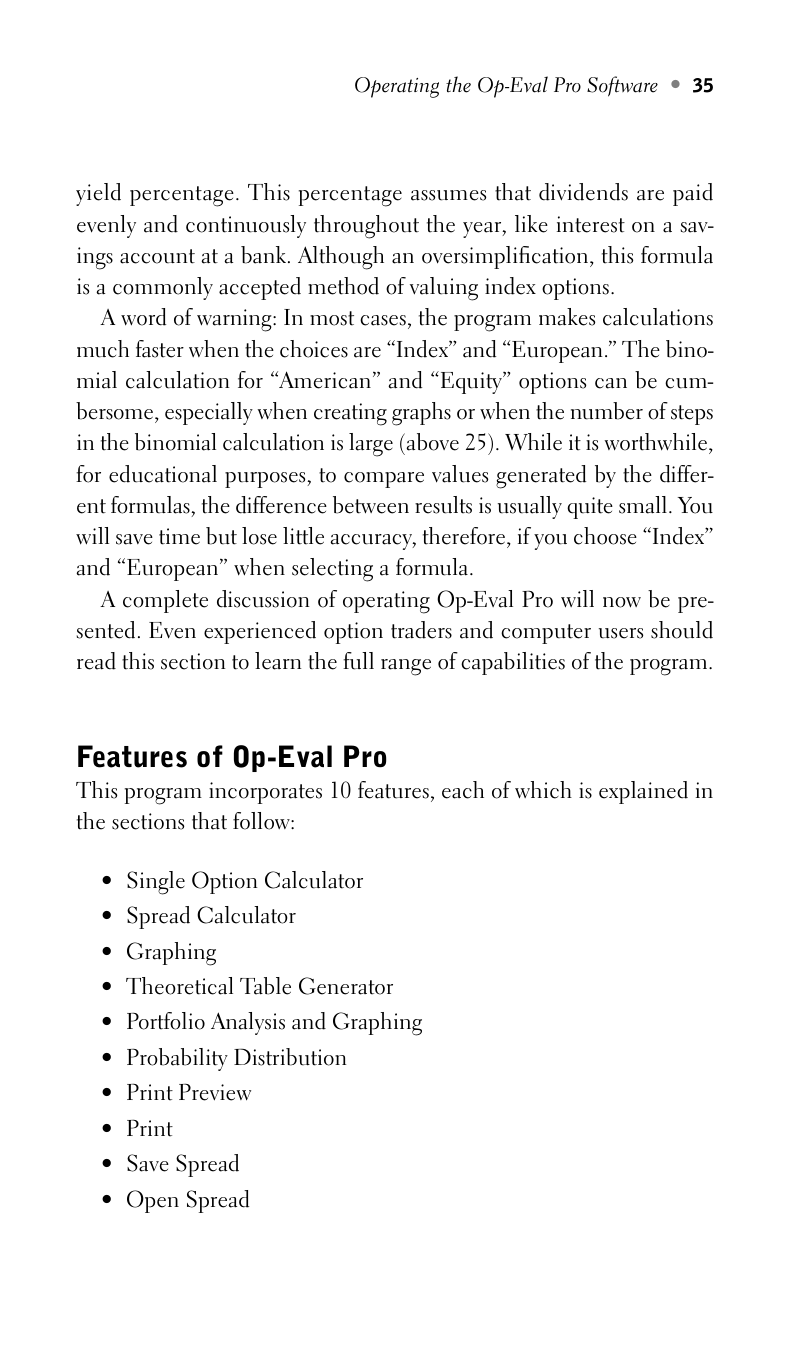 Operating the Op-Eval Pro Software • 35
yield percentage. This percentage assumes that dividends are paid
evenly and continuously throughout the year, like interest on a sav-
ings account at a bank. Although an oversimplification, this formula
is a commonly accepted method of valuing index options.
A word of warning: In most cases, the program makes calculations
much faster when the choices are “Index” and “European.” The bino-
mial calculation for “American” and “Equity” options can be cum-
bersome, especially when creating graphs or when the number of steps
in the binomial calculation is large (above 25). While it is worthwhile,
for educational purposes, to compare values generated by the differ-
ent formulas, the difference between results is usually quite small. You
will save time but lose little accuracy, therefore, if you choose “Index”
and “European” when selecting a formula.
A complete discussion of operating Op-Eval Pro will now be pre-
sented. Even experienced option traders and computer users should
read this section to learn the full range of capabilities of the program.
Features of Op-Eval Pro
This program incorporates 10 features, each of which is explained in
the sections that follow:
• Single Option Calculator
• Spread Calculator
• Graphing
• Theoretical Table Generator
• Portfolio Analysis and Graphing
• Probability Distribution
• Print Preview
• Print
• Save Spread
• Open Spread